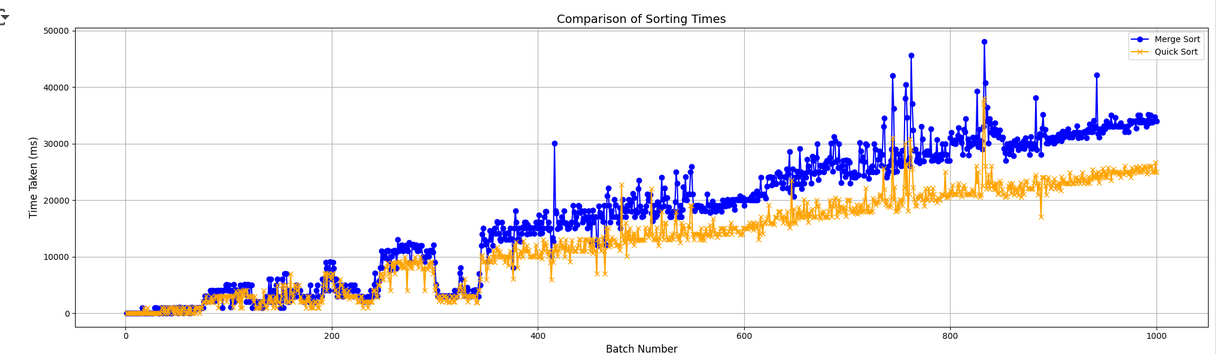 Comparison of Sorting Times
Merge Sort
Quick Sort
Time Taken (ms)
50000
40000
30000
20000
10000
0
0 200 400 600 800 1000
Batch Number